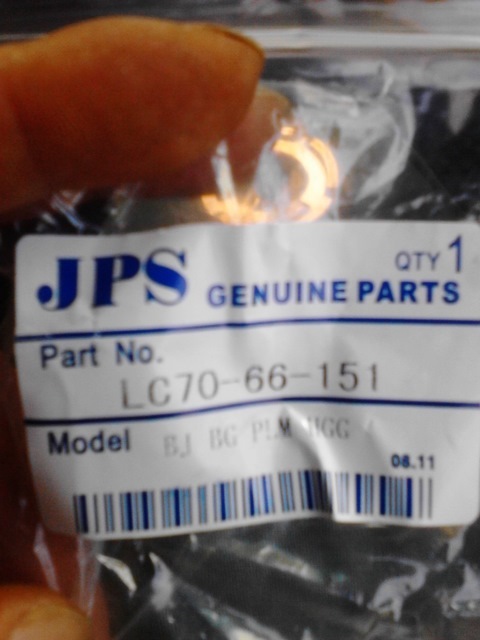 JPS GENUINE PARTS QTY 1
Part No.
LC70-66-151
Model BJ BG PLM
08.11